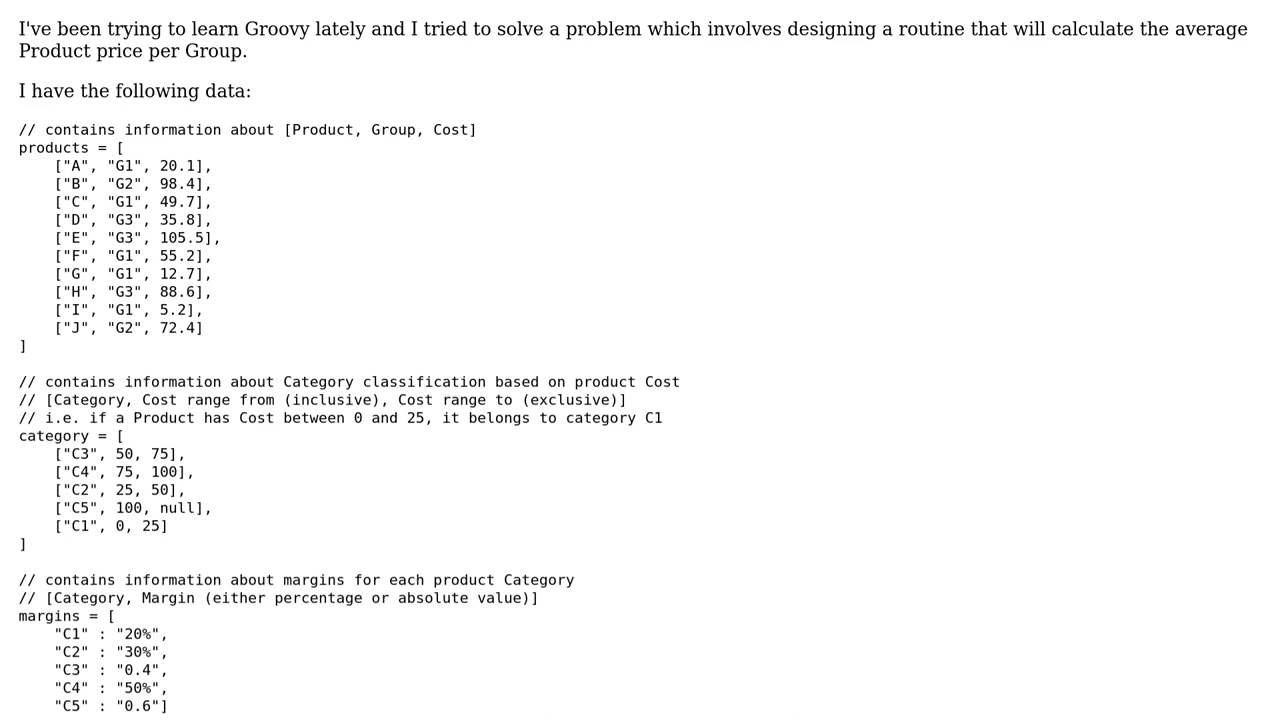 I've been trying to learn Groovy lately and I tried to solve a problem which involves designing a routine that will calculate the average
Product price per Group.
I have the following data:
// contains information about [Product, Group, Cost]
products = [
    ["A", "G1", 20.1],
    ["B", "G2", 98.4],
    ["C", "G1", 49.7],
    ["D", "G3", 35.8],
    ["E", "G3", 105.5],
    ["F", "G1", 55.2],
    ["G", "G1", 12.7],
    ["H", "G3", 88.6],
    ["I", "G1", 5.2],
    ["J", "G2", 72.4]
]
// contains information about Category classification based on product Cost
// [Category, Cost range from (inclusive), Cost range to (exclusive)]
// i.e. if a Product has Cost between 0 and 25, it belongs to category C1
category = [
    ["C3", 50, 75],
    ["C4", 75, 100],
    ["C2", 25, 50],
    ["C5", 100, null],
    ["C1", 0, 25]
]
// contains information about margins for each product Category
// [Category, Margin (either percentage or absolute value)]
margins = [
    "C1" : "20%",
    "C2" : "30%",
    "C3" : "0.4",
    "C4" : "50%",
    "C5" : "0.6"]